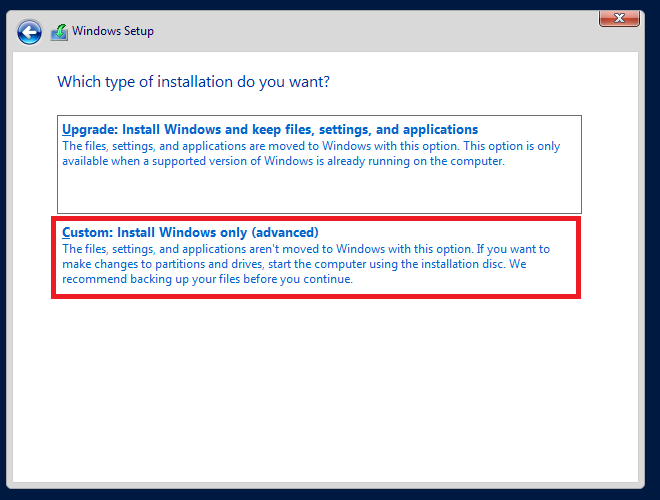 Windows Setup
Which type of installation do you want?
Upgrade: Install Windows and keep files, settings, and applications
The files, settings, and applications are moved to Windows with this option. This option is only
available when a supported version of Windows is already running on the computer.
Custom: Install Windows only (advanced)
The files, settings, and applications aren't moved to Windows with this option. If you want to
make changes to partitions and drives, start the computer using the installation disc. We
recommend backing up your files before you continue.